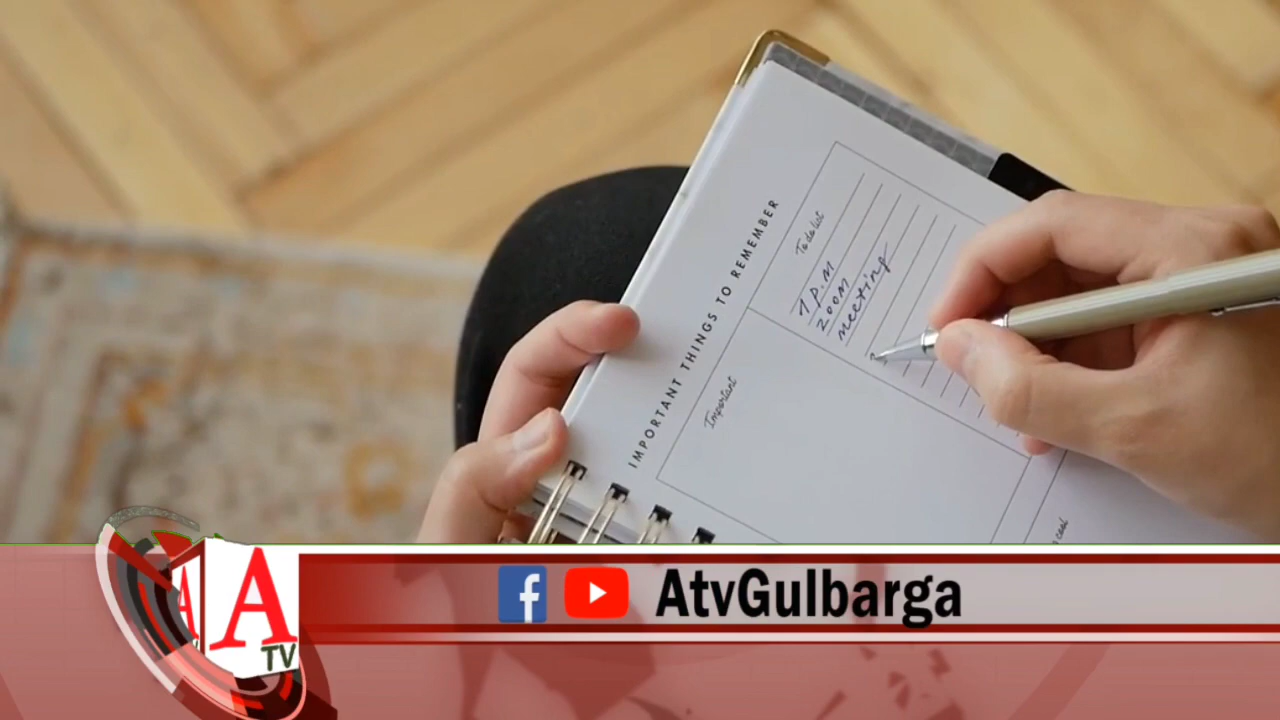 IMPORTANT THINGS TO REMEMBER
To do list
1 P.M
ZOOM
meeting
Important
AtvGulbarga
A
TV